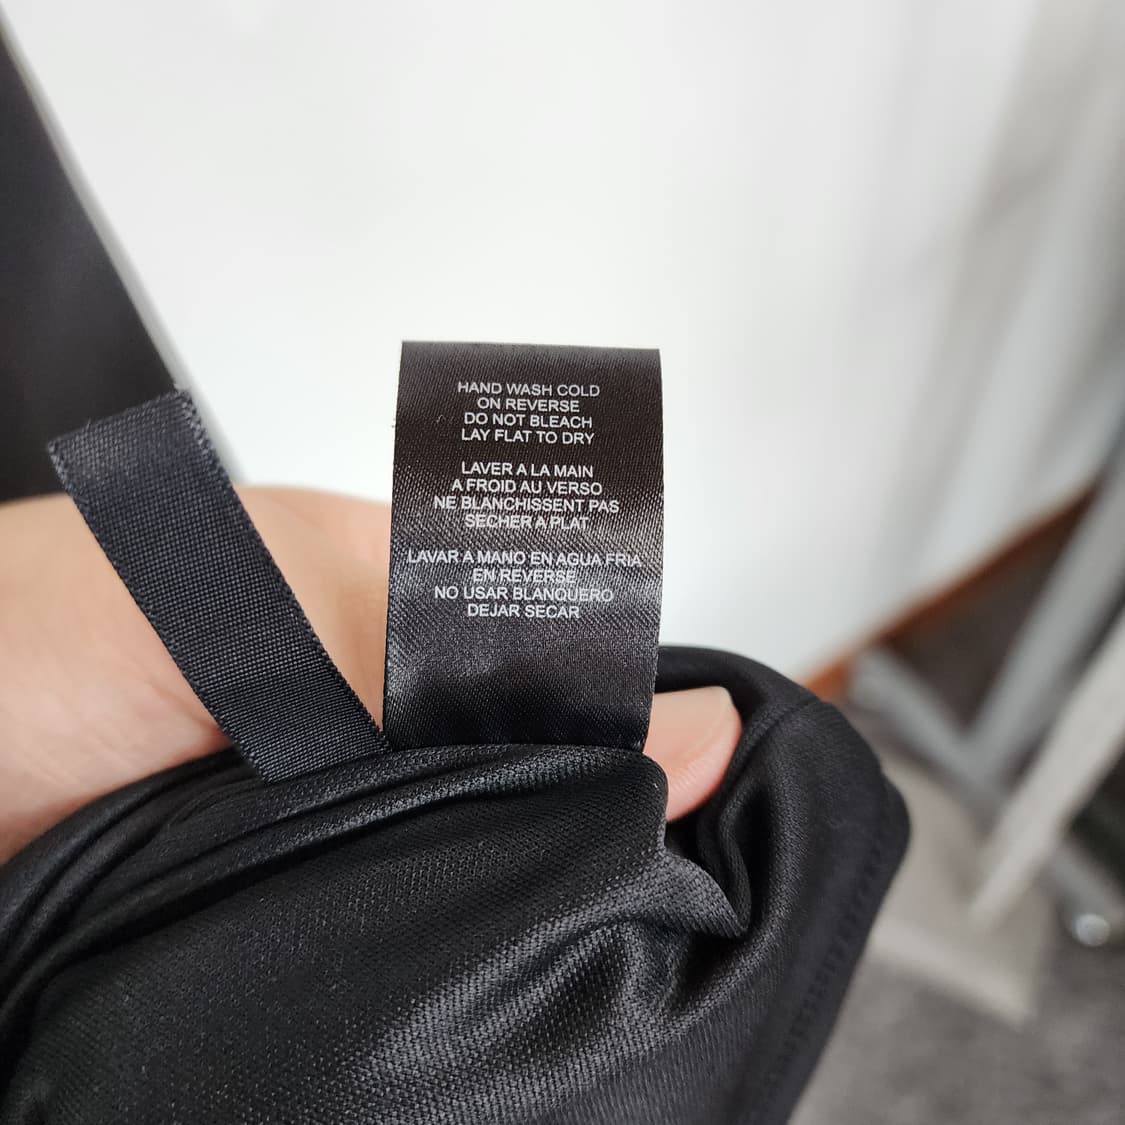 HAND WASH COLD
ON REVERSE
DO NOT BLEACH
LAY FLAT TO DRY
LAVER A LA MAIN
A FROID AU VERSO
NE BLANCHISSENT PAS
SECHER A PLAT
LAVAR A MANO EN AGUA FRIA
EN REVERSE
NO USAR BLANQUERO
DEJAR SECAR